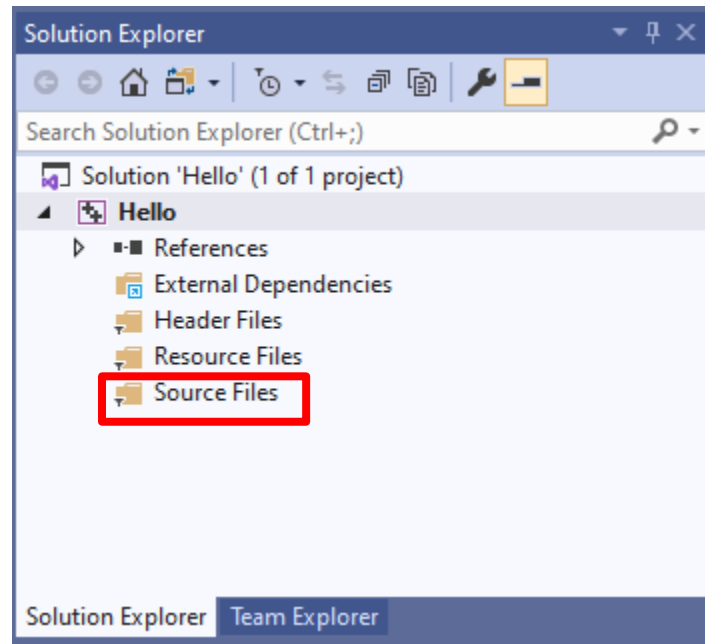 Solution Explorer
Search Solution Explorer (Ctrl+;)
Solution 'Hello' (1 of 1 project)
Hello
References
External Dependencies
Header Files
Resource Files
Source Files
Solution Explorer Team Explorer